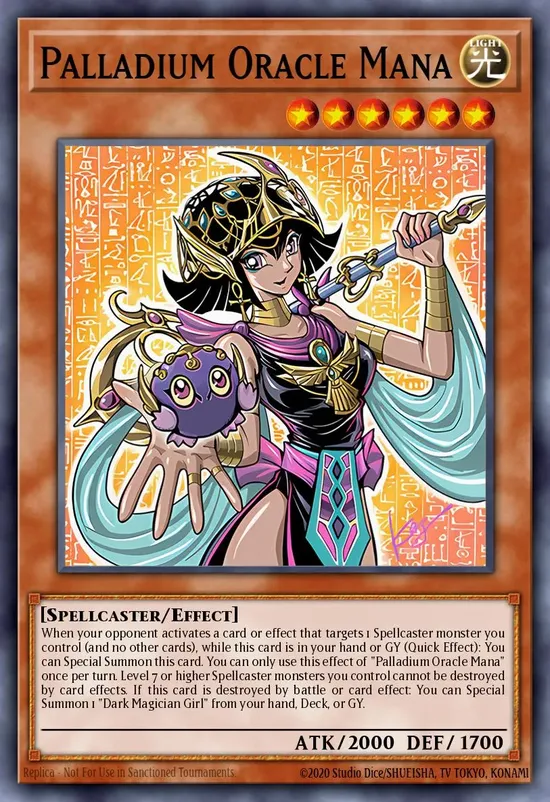 PALLADIUM ORACLE MANA
LIGHT
光
[SPELLCASTER/EFFECT]
When your opponent activates a card or effect that targets 1 Spellcaster monster you
control (and no other cards), while this card is in your hand or GY (Quick Effect): You
can Special Summon this card. You can only use this effect of "Palladium Oracle Mana"
once per turn. Level 7 or higher Spellcaster monsters you control cannot be destroyed
by card effects. If this card is destroyed by battle or card effect: You can Special
Summon 1 "Dark Magician Girl" from your hand, Deck, or GY.
ATK/2000 DEF/1700
Replica - Not For Use in Sanctioned Tournaments
©2020 Studio Dice/SHUEISHA, TV TOKYO, KONAMI